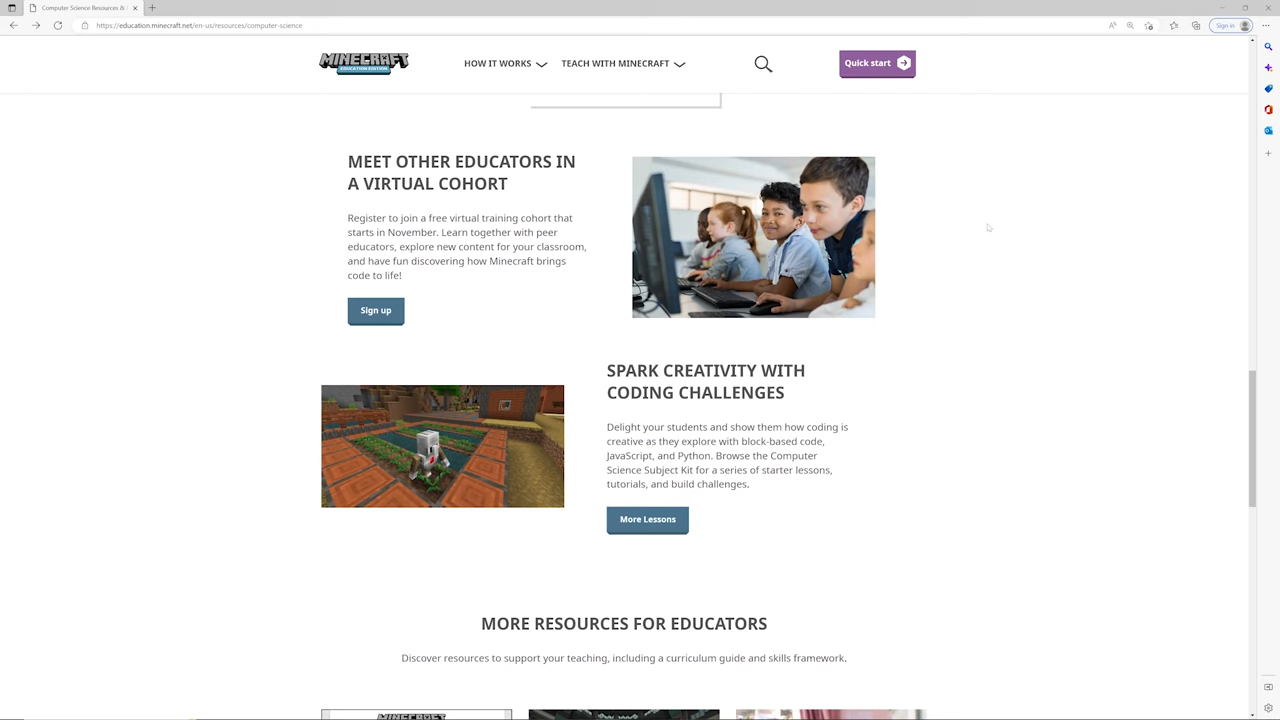 Computer Science Resources &
https://education.minecraft.net/en-us/resources/computer-science
Sign in
MINECRAFT
EDUCATION EDITION
HOW IT WORKS
TEACH WITH MINECRAFT
Quick start
MEET OTHER EDUCATORS IN
A VIRTUAL COHORT
Register to join a free virtual training cohort that
starts in November. Learn together with peer
educators, explore new content for your classroom,
and have fun discovering how Minecraft brings
code to life!
Sign up
SPARK CREATIVITY WITH
CODING CHALLENGES
Delight your students and show them how coding is
creative as they explore with block-based code,
JavaScript, and Python. Browse the Computer
Science Subject Kit for a series of starter lessons,
tutorials, and build challenges.
More Lessons
MORE RESOURCES FOR EDUCATORS
Discover resources to support your teaching, including a curriculum guide and skills framework.
MINECRAFT